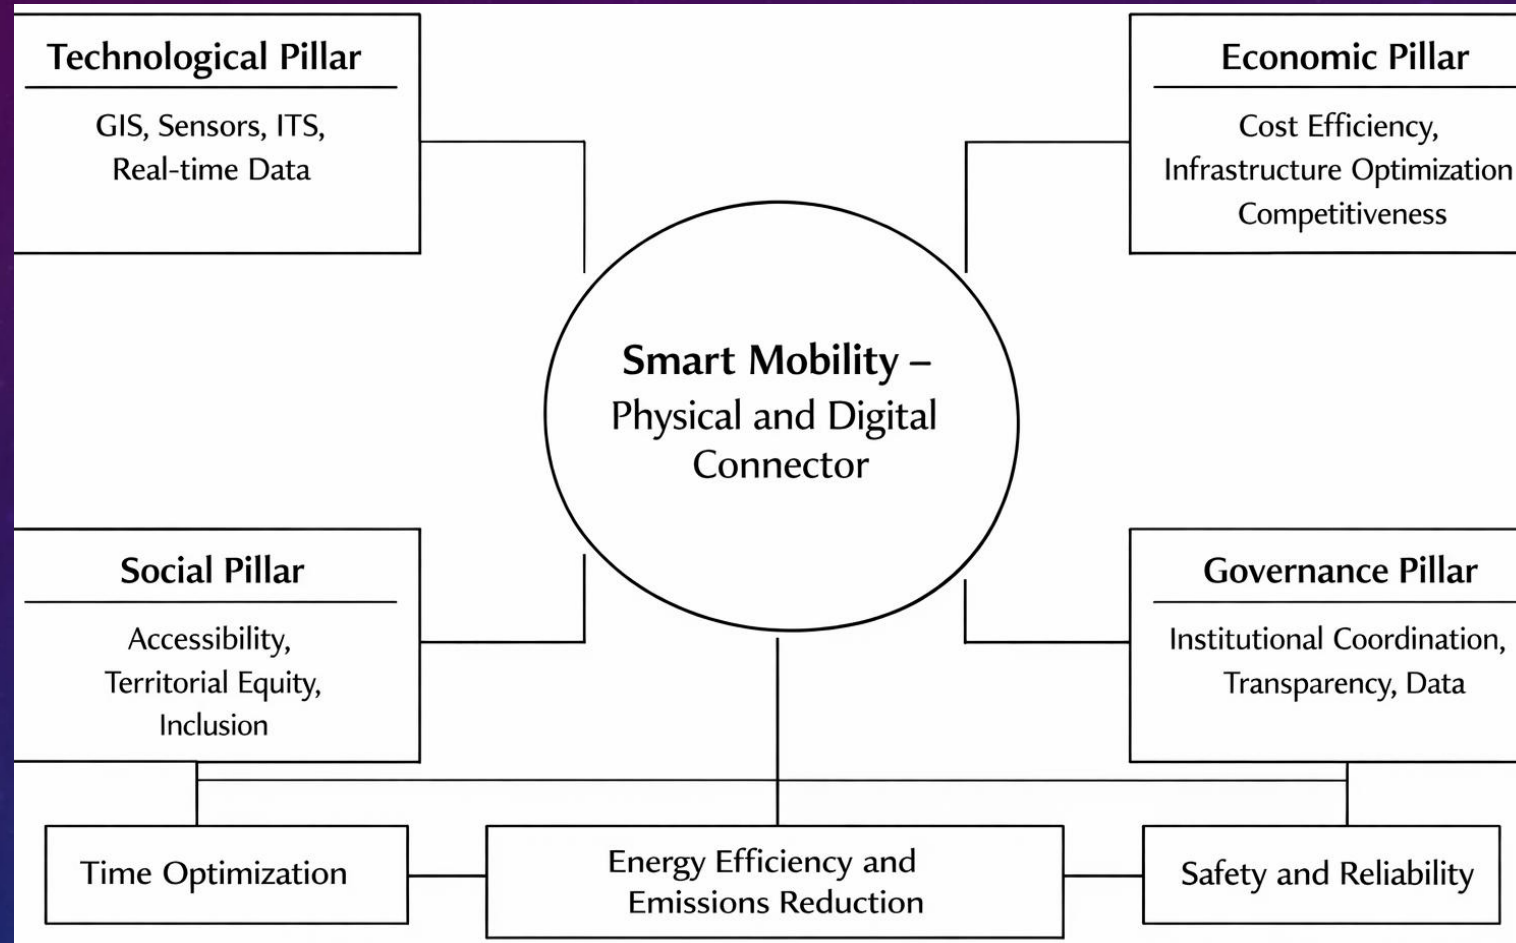 Technological Pillar
GIS, Sensors, ITS,
Real-time Data
Economic Pillar
Cost Efficiency,
Infrastructure Optimization
Competitiveness
Smart Mobility –
Physical and Digital
Connector
Social Pillar
Accessibility,
Territorial Equity,
Inclusion
Governance Pillar
Institutional Coordination,
Transparency, Data
Time Optimization
Energy Efficiency and
Emissions Reduction
Safety and Reliability